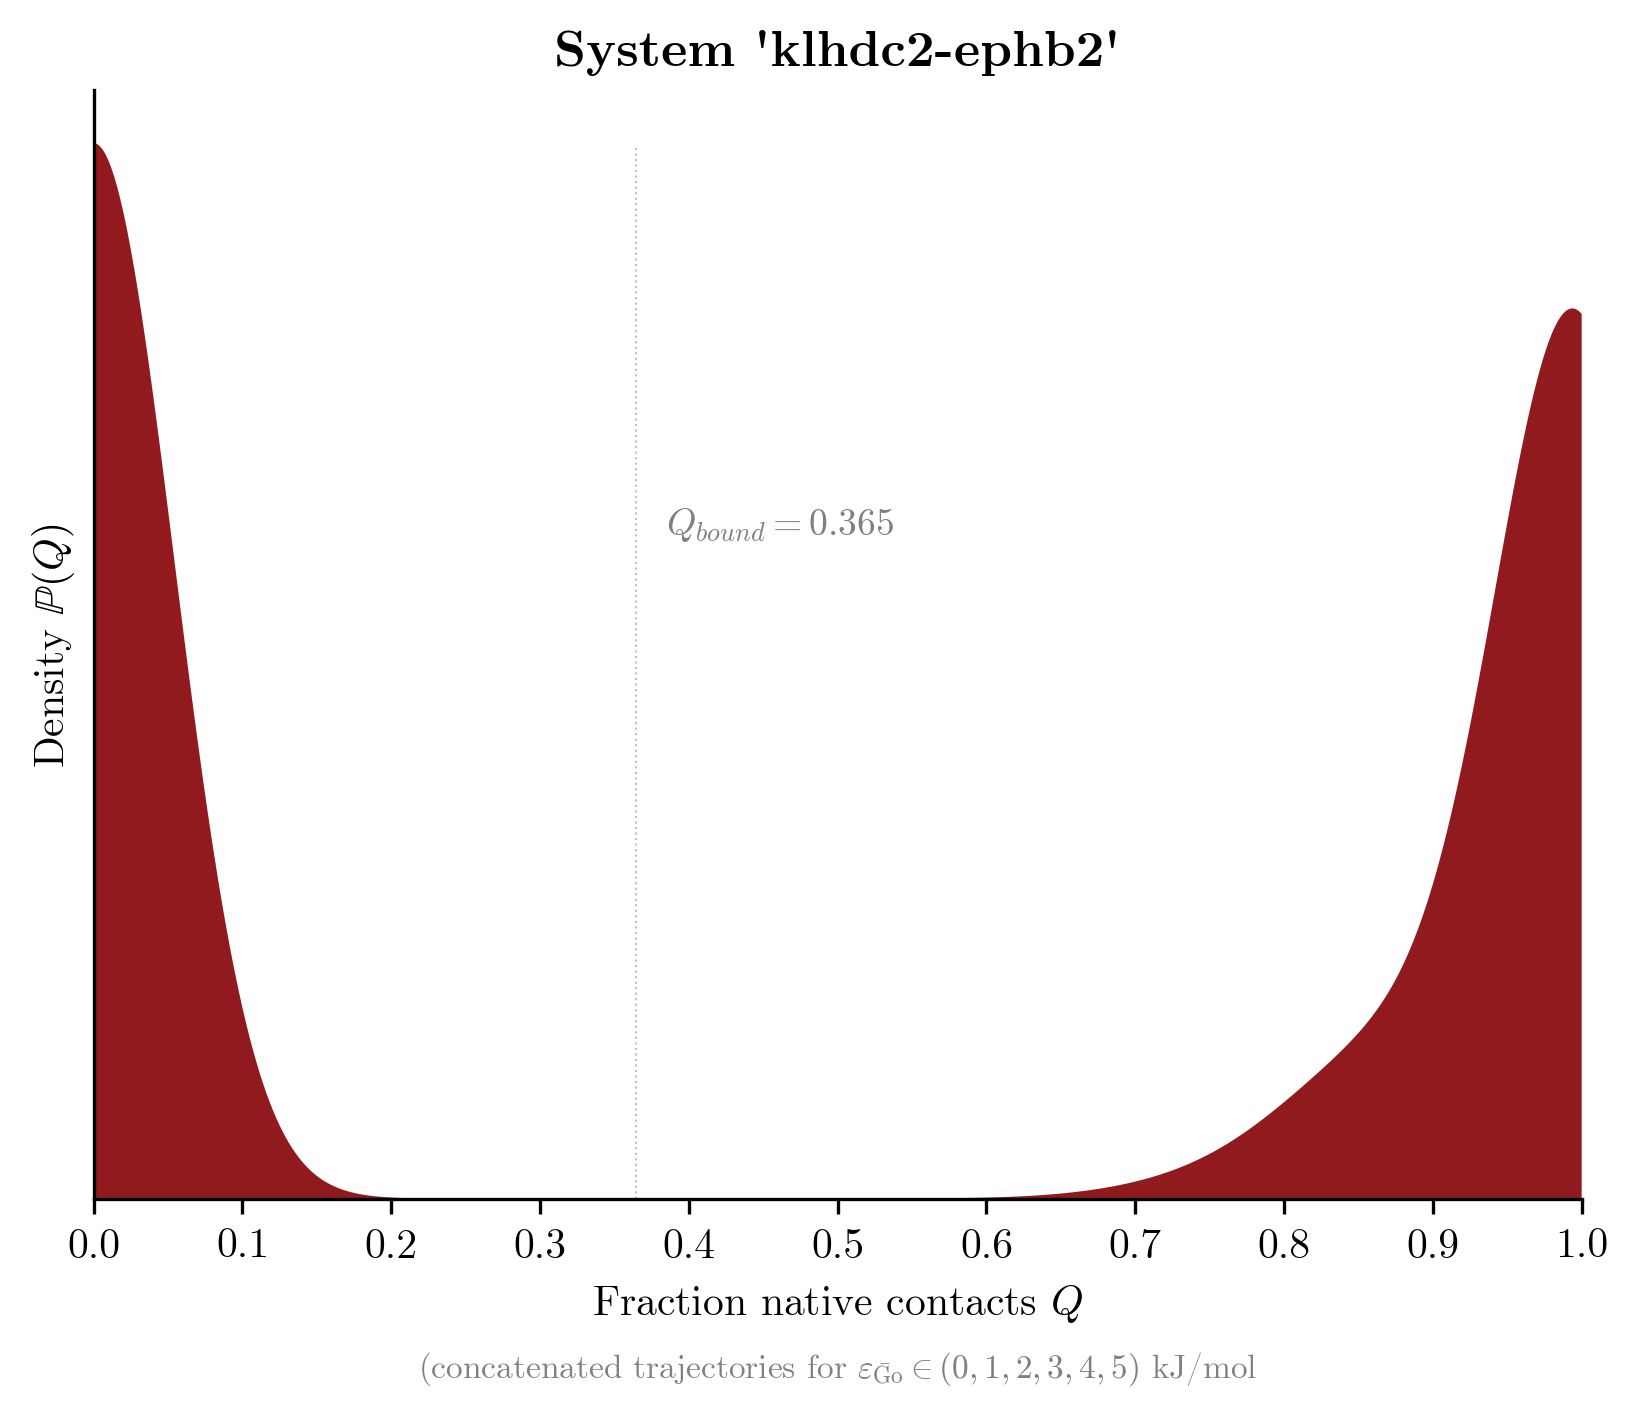 System 'klhdc2-ephb2'
Density ℙ(Q)
Q_bound = 0.365
0.0 0.1 0.2 0.3 0.4 0.5 0.6 0.7 0.8 0.9 1.0
Fraction native contacts Q
(concatenated trajectories for ε_Ḡo ∈ (0, 1, 2, 3, 4, 5) kJ/mol